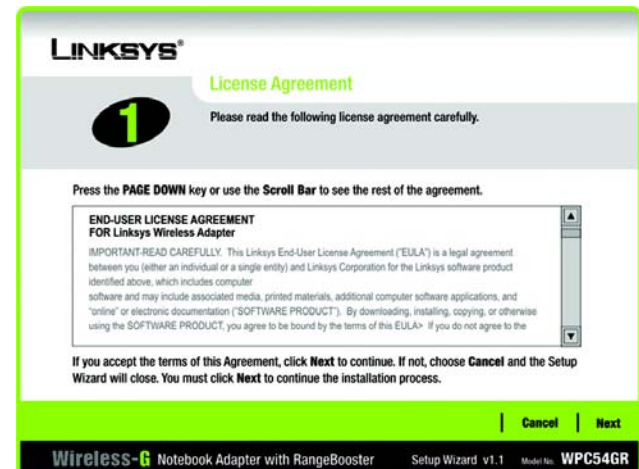 LINKSYS®
License Agreement
1
Please read the following license agreement carefully.
Press the PAGE DOWN key or use the Scroll Bar to see the rest of the agreement.
END-USER LICENSE AGREEMENT
FOR Linksys Wireless Adapter
IMPORTANT-READ CAREFULLY. This Linksys End-User License Agreement ("EULA") is a legal agreement
between you (either an individual or a single entity) and Linksys Corporation for the Linksys software product
identified above, which includes computer
software and may include associated media, printed materials, additional computer software applications, and
"online" or electronic documentation ("SOFTWARE PRODUCT"). By downloading, installing, copying, or otherwise
using the SOFTWARE PRODUCT, you agree to be bound by the terms of this EULA> If you do not agree to the
If you accept the terms of this Agreement, click Next to continue. If not, choose Cancel and the Setup
Wizard will close. You must click Next to continue the installation process.
Cancel Next
Wireless-G Notebook Adapter with RangeBooster Setup Wizard v1.1 Model No. WPC54GR